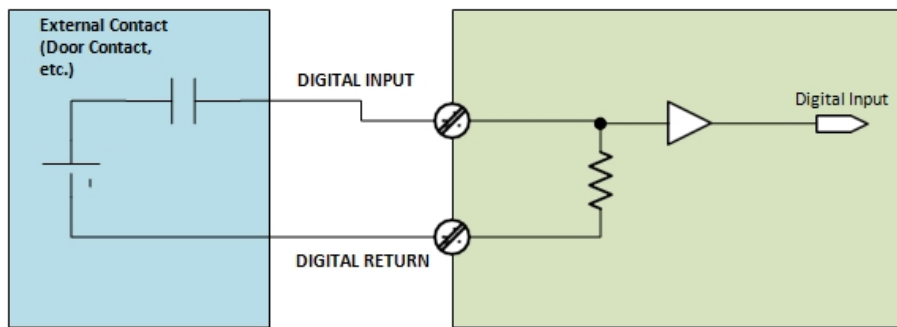 External Contact
(Door Contact,
etc.)
DIGITAL INPUT
Digital Input
DIGITAL RETURN